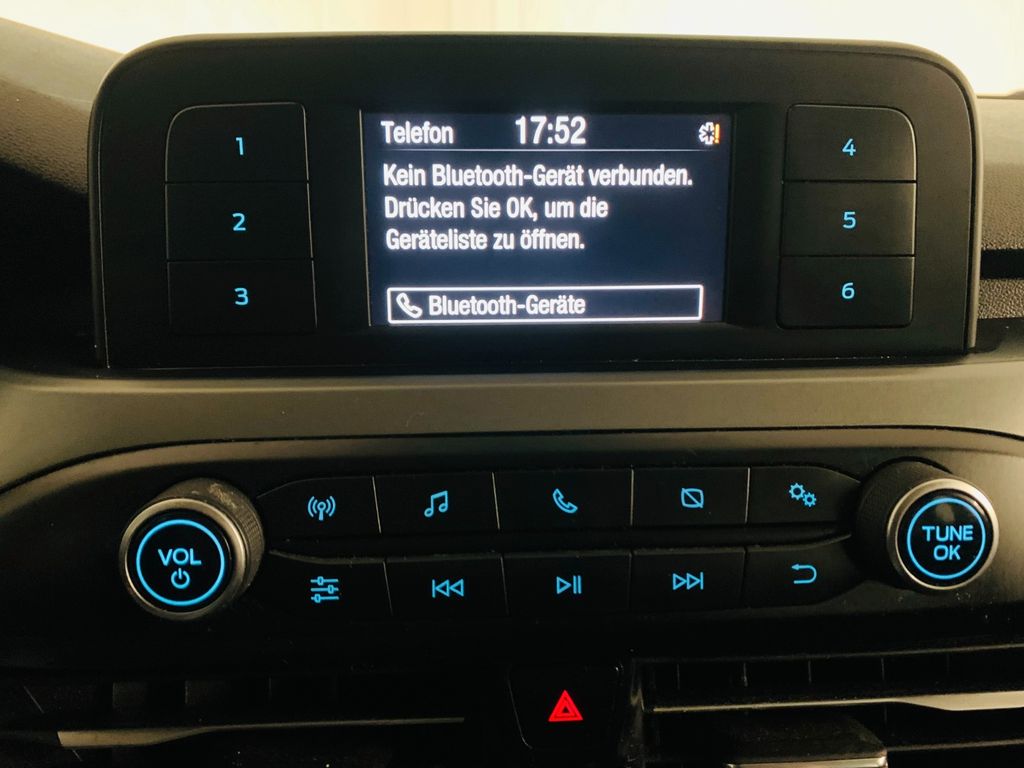 Telefon 17:52
Kein Bluetooth-Gerät verbunden.
Drücken Sie OK, um die
Geräteliste zu öffnen.
Bluetooth-Geräte
1
2
3
4
5
6
VOL
TUNE
OK